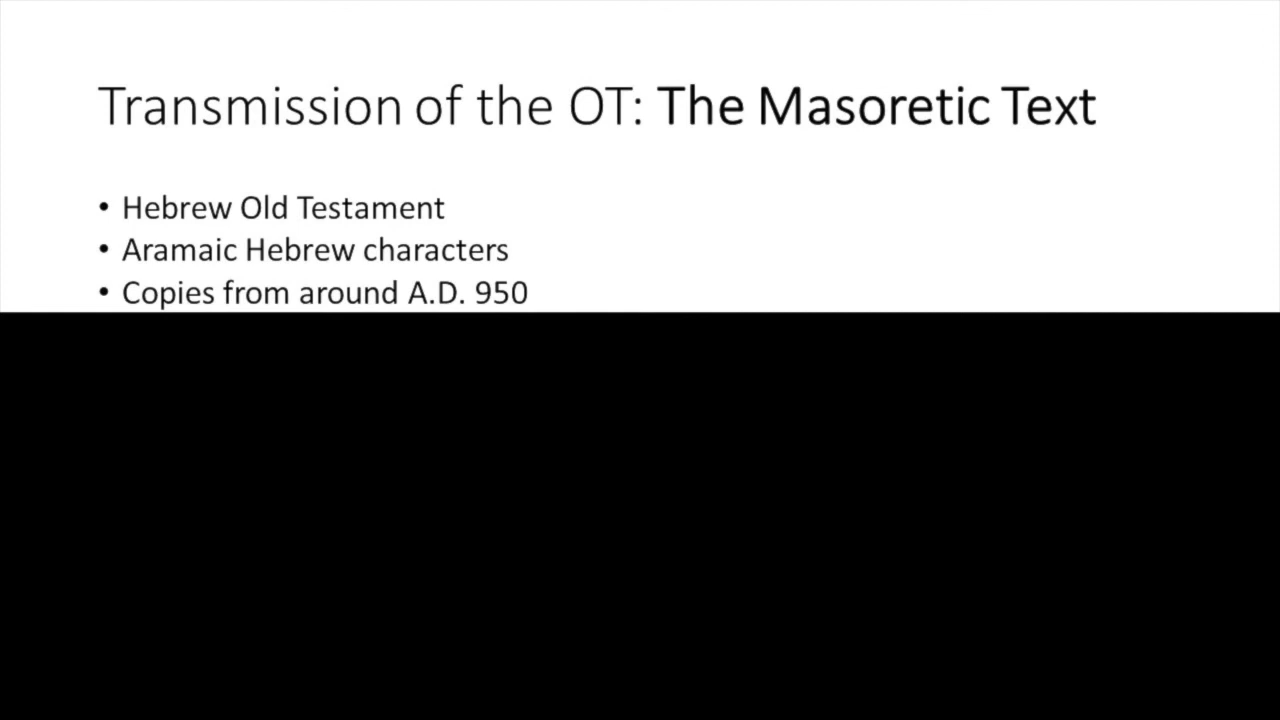 Transmission of the OT: The Masoretic Text
• Hebrew Old Testament
• Aramaic Hebrew characters
• Copies from around A.D. 950